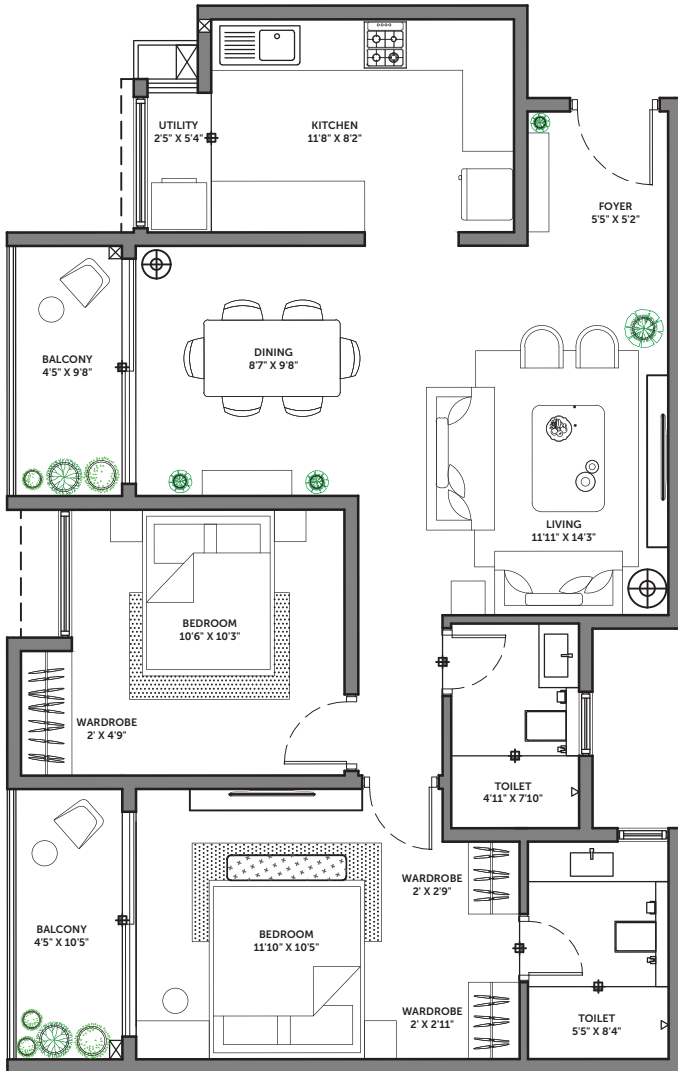 UTILITY
2'5" X 5'4"
KITCHEN
11'8" X 8'2"
FOYER
5'5" X 5'2"
BALCONY
4'5" X 9'8"
DINING
8'7" X 9'8"
LIVING
11'11" X 14'3"
BEDROOM
10'6" X 10'3"
WARDROBE
2' X 4'9"
TOILET
4'11" X 7'10"
WARDROBE
2' X 2'9"
BALCONY
4'5" X 10'5"
BEDROOM
11'10" X 10'5"
WARDROBE
2' X 2'11"
TOILET
5'5" X 8'4"